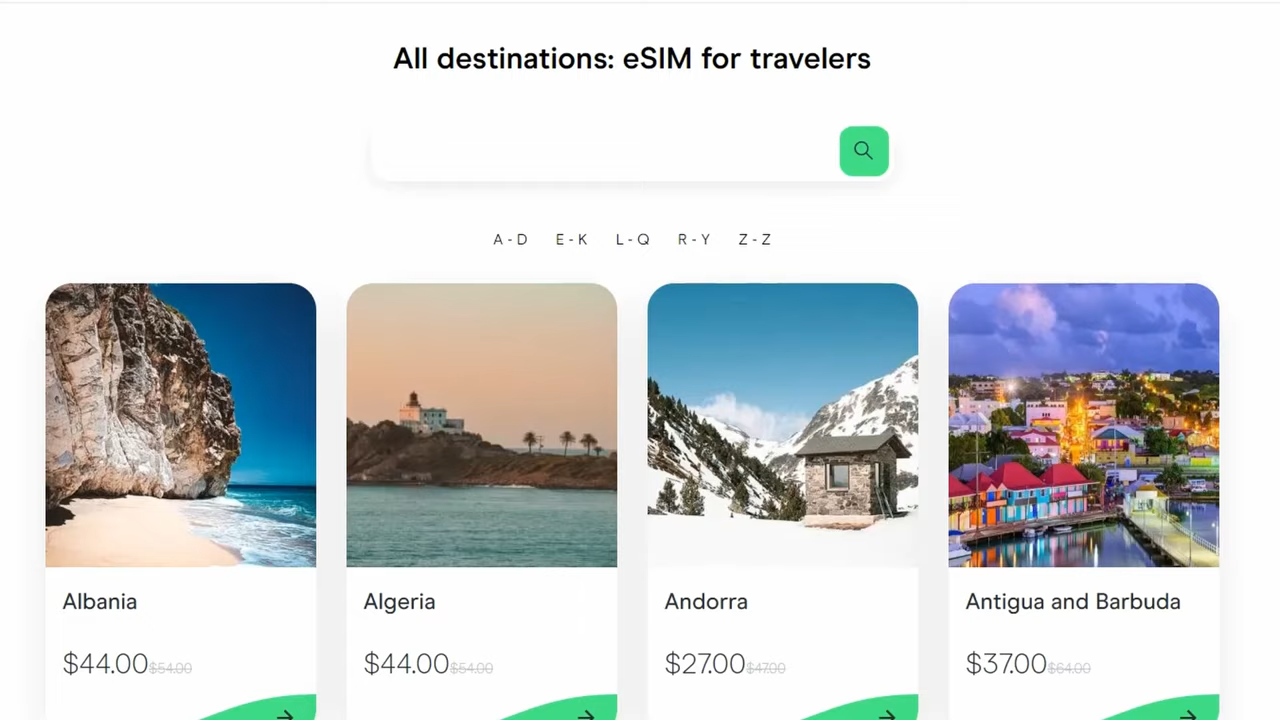 All destinations: eSIM for travelers
A-D E-K L-Q R-Y Z-Z
Albania
Algeria
Andorra
Antigua and Barbuda
$44.00 $54.00
$44.00 $54.00
$27.00 $47.00
$37.00 $64.00